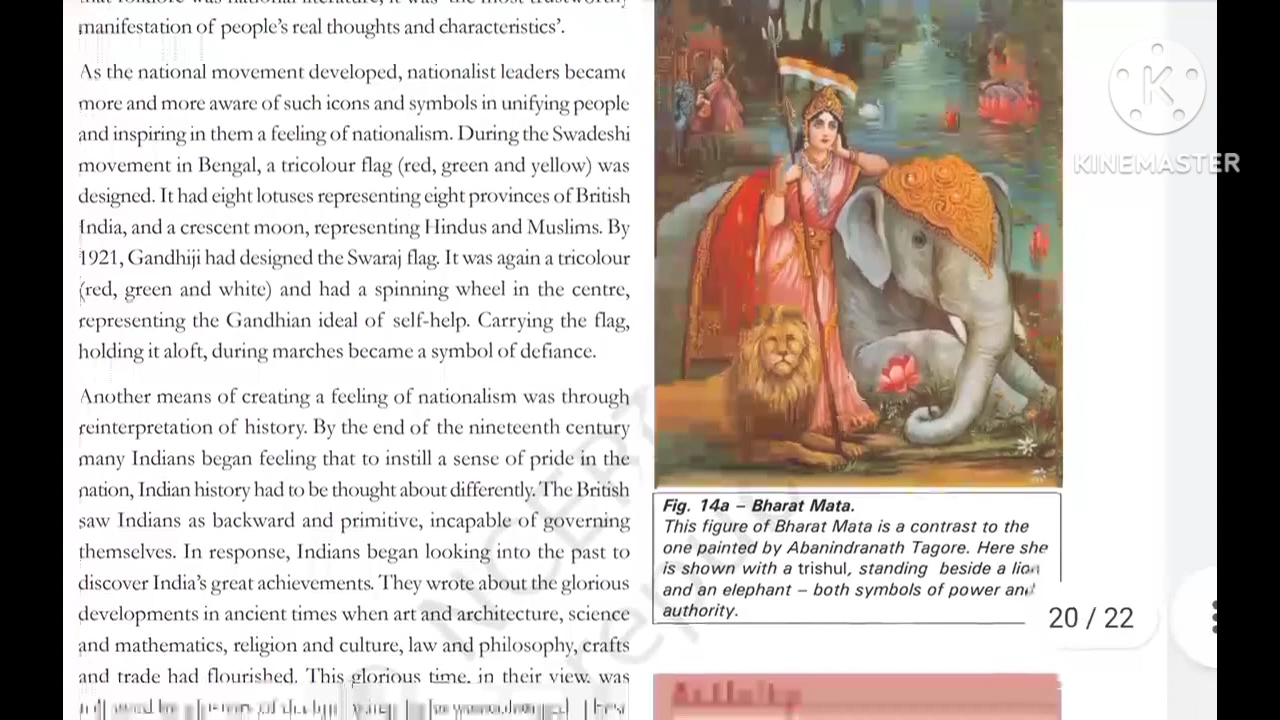 manifestation of people's real thoughts and characteristics'.
As the national movement developed, nationalist leaders became
more and more aware of such icons and symbols in unifying people
and inspiring in them a feeling of nationalism. During the Swadeshi
movement in Bengal, a tricolour flag (red, green and yellow) was
designed. It had eight lotuses representing eight provinces of British
India, and a crescent moon, representing Hindus and Muslims. By
1921, Gandhiji had designed the Swaraj flag. It was again a tricolour
(red, green and white) and had a spinning wheel in the centre,
representing the Gandhian ideal of self-help. Carrying the flag,
holding it aloft, during marches became a symbol of defiance.
Another means of creating a feeling of nationalism was through
reinterpretation of history. By the end of the nineteenth century
many Indians began feeling that to instill a sense of pride in the
nation, Indian history had to be thought about differently. The British
saw Indians as backward and primitive, incapable of governing
themselves. In response, Indians began looking into the past to
discover India's great achievements. They wrote about the glorious
developments in ancient times when art and architecture, science
and mathematics, religion and culture, law and philosophy, crafts
and trade had flourished. This glorious time, in their view, was
Fig. 14a – Bharat Mata.
This figure of Bharat Mata is a contrast to the
one painted by Abanindranath Tagore. Here she
is shown with a trishul, standing beside a lion
and an elephant – both symbols of power and
authority.
20 / 22
Activity
K
KINEMASTER
NCERT